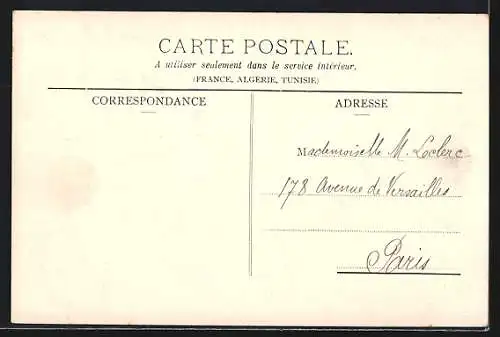 CARTE POSTALE.
A utiliser seulement dans le service intérieur.
(FRANCE, ALGERIE, TUNISIE)
CORRESPONDANCE
ADRESSE
Mademoiselle M. Leclerc
178 Avenue de Versailles
Paris